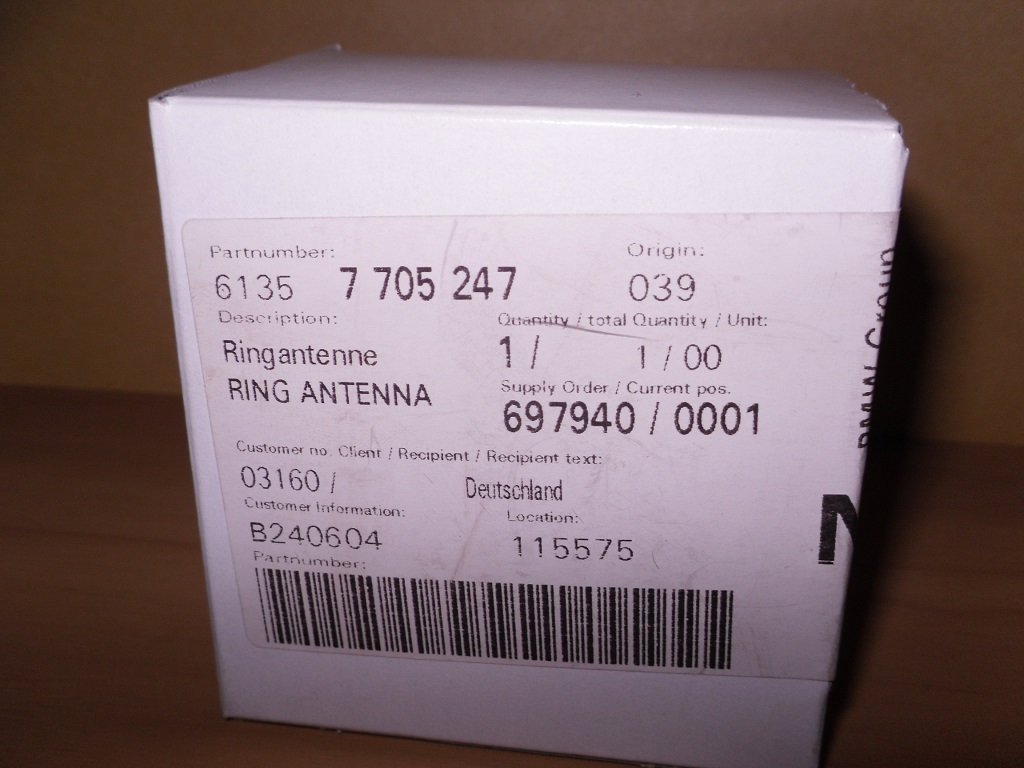 Partnumber: Origin:
6135 7 705 247 039
Description: Quantity / total Quantity / Unit:
Ringantenne 1 / 1 / 00
RING ANTENNA Supply Order / Current pos.
697940 / 0001
Customer no. Client / Recipient / Recipient text:
03160 / Deutschland
Customer Information: Location:
B240604 115575
Partnumber:
BMW Group